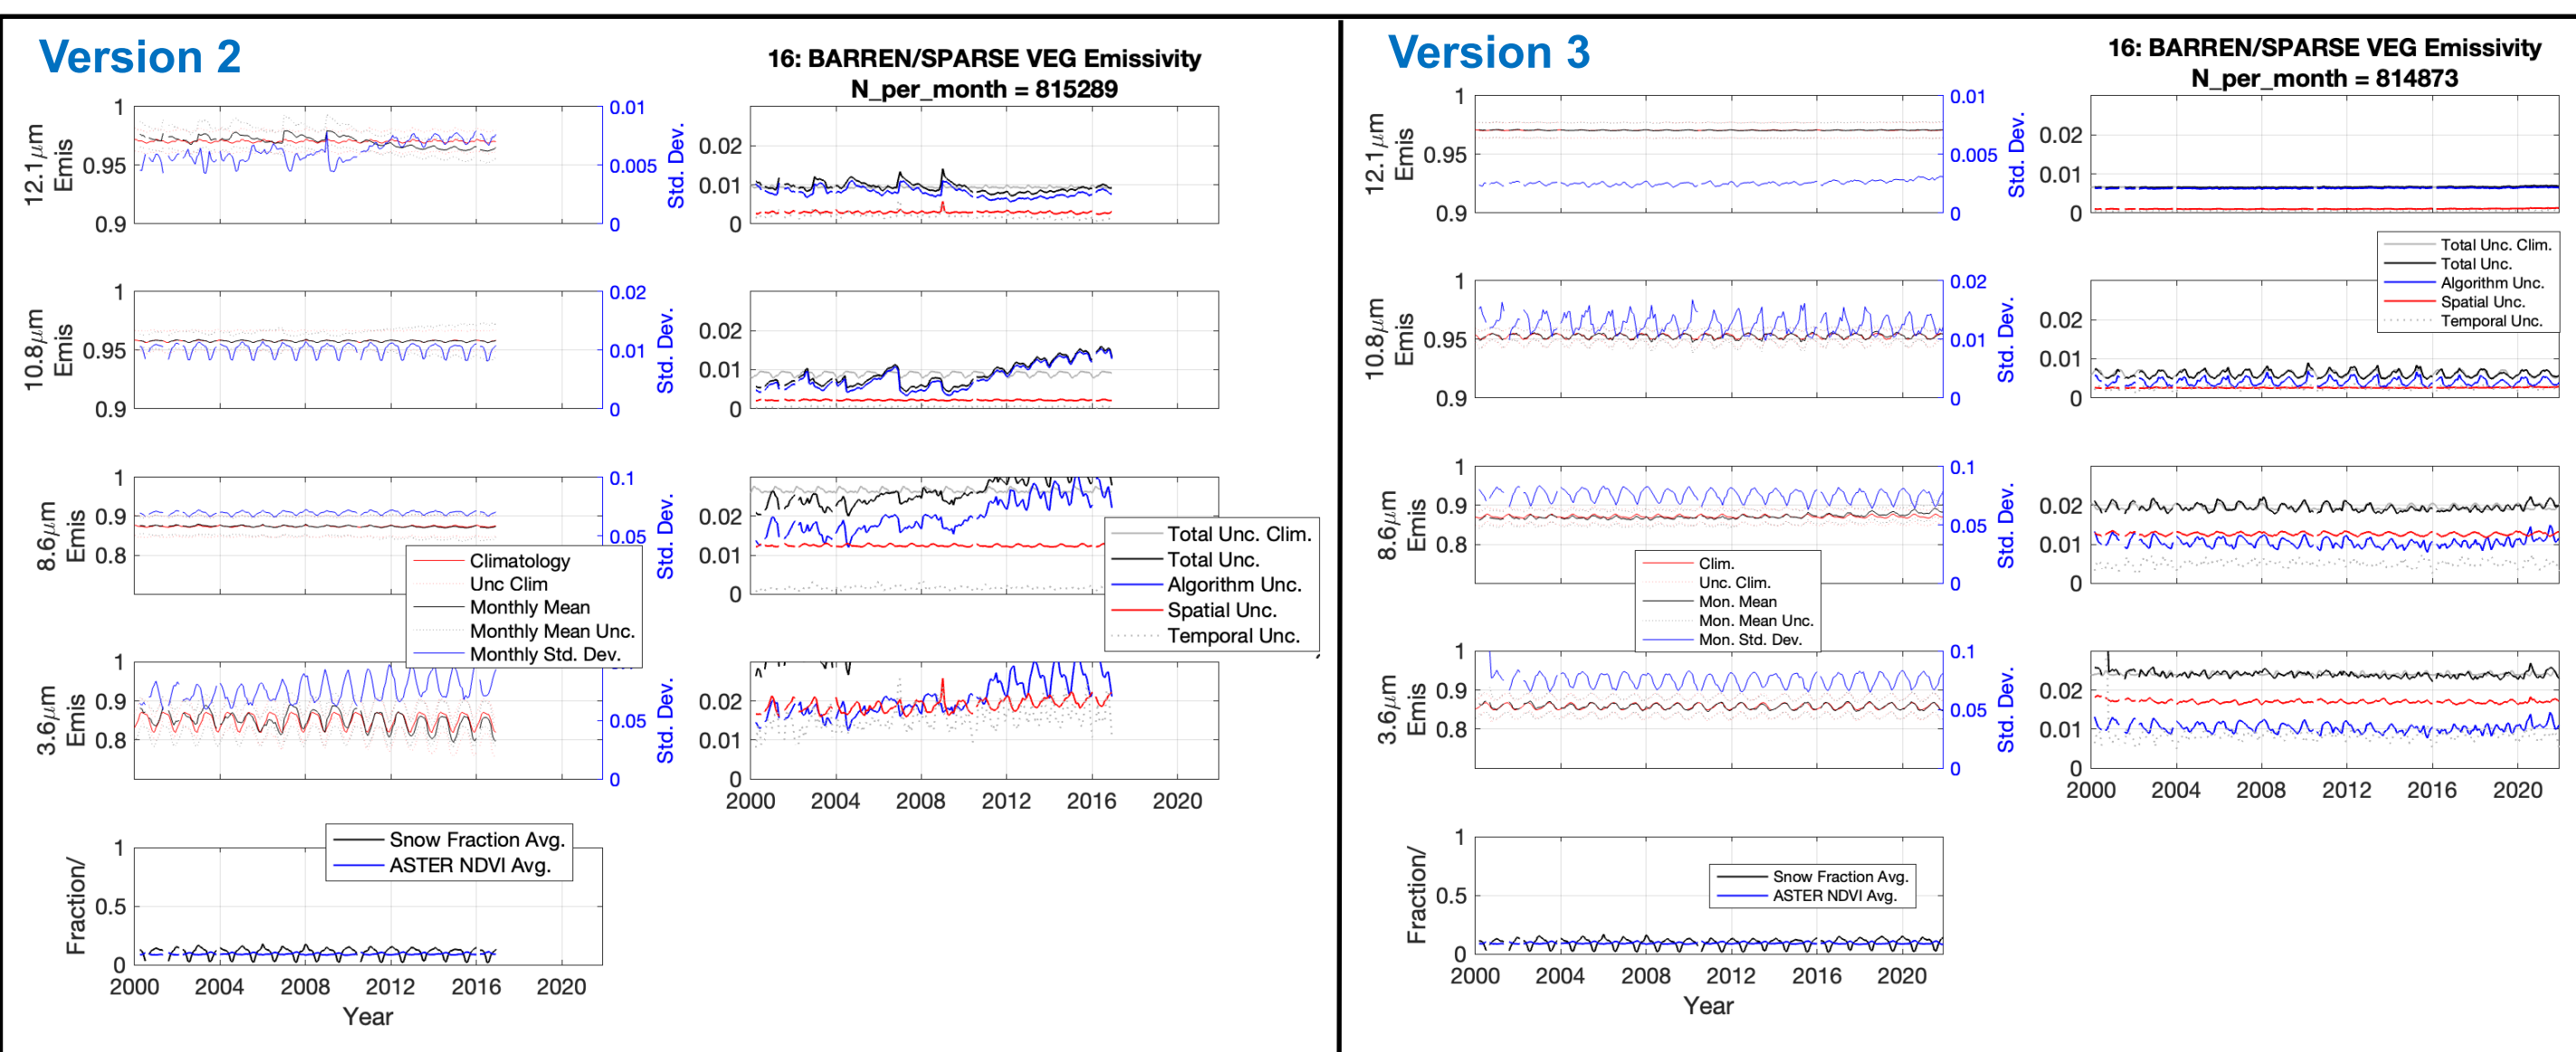 Version 2
16: BARREN/SPARSE VEG Emissivity
N_per_month = 815289
12.1μm
Emis
1
0.95
0.9
0.01
0.005
0
Std. Dev.
0.02
0.01
0
10.8μm
Emis
1
0.95
0.9
0.02
0.01
0
Std. Dev.
0.02
0.01
0
8.6μm
Emis
1
0.9
0.8
0.1
0.05
Std. Dev.
0.02
0.01
0
Climatology
Unc Clim
Monthly Mean
Monthly Mean Unc.
Monthly Std. Dev.
Total Unc. Clim.
Total Unc.
Algorithm Unc.
Spatial Unc.
Temporal Unc.
3.6μm
Emis
1
0.9
0.8
0.05
0
Std. Dev.
0.02
0.01
0
2000 2004 2008 2012 2016 2020
Snow Fraction Avg.
ASTER NDVI Avg.
Fraction/
1
0.5
0
2000 2004 2008 2012 2016 2020
Year
Version 3
16: BARREN/SPARSE VEG Emissivity
N_per_month = 814873
12.1μm
Emis
1
0.95
0.9
0.01
0.005
0
Std. Dev.
0.02
0.01
0
Total Unc. Clim.
Total Unc.
Algorithm Unc.
Spatial Unc.
Temporal Unc.
10.8μm
Emis
1
0.95
0.9
0.02
0.01
0
Std. Dev.
0.02
0.01
0
8.6μm
Emis
1
0.9
0.8
0.1
0.05
0
Std. Dev.
0.02
0.01
0
Clim.
Unc. Clim.
Mon. Mean
Mon. Mean Unc.
Mon. Std. Dev.
3.6μm
Emis
1
0.9
0.8
0.1
0.05
0
Std. Dev.
0.02
0.01
0
2000 2004 2008 2012 2016 2020
Fraction/
1
0.5
0
Snow Fraction Avg.
ASTER NDVI Avg.
2000 2004 2008 2012 2016 2020
Year